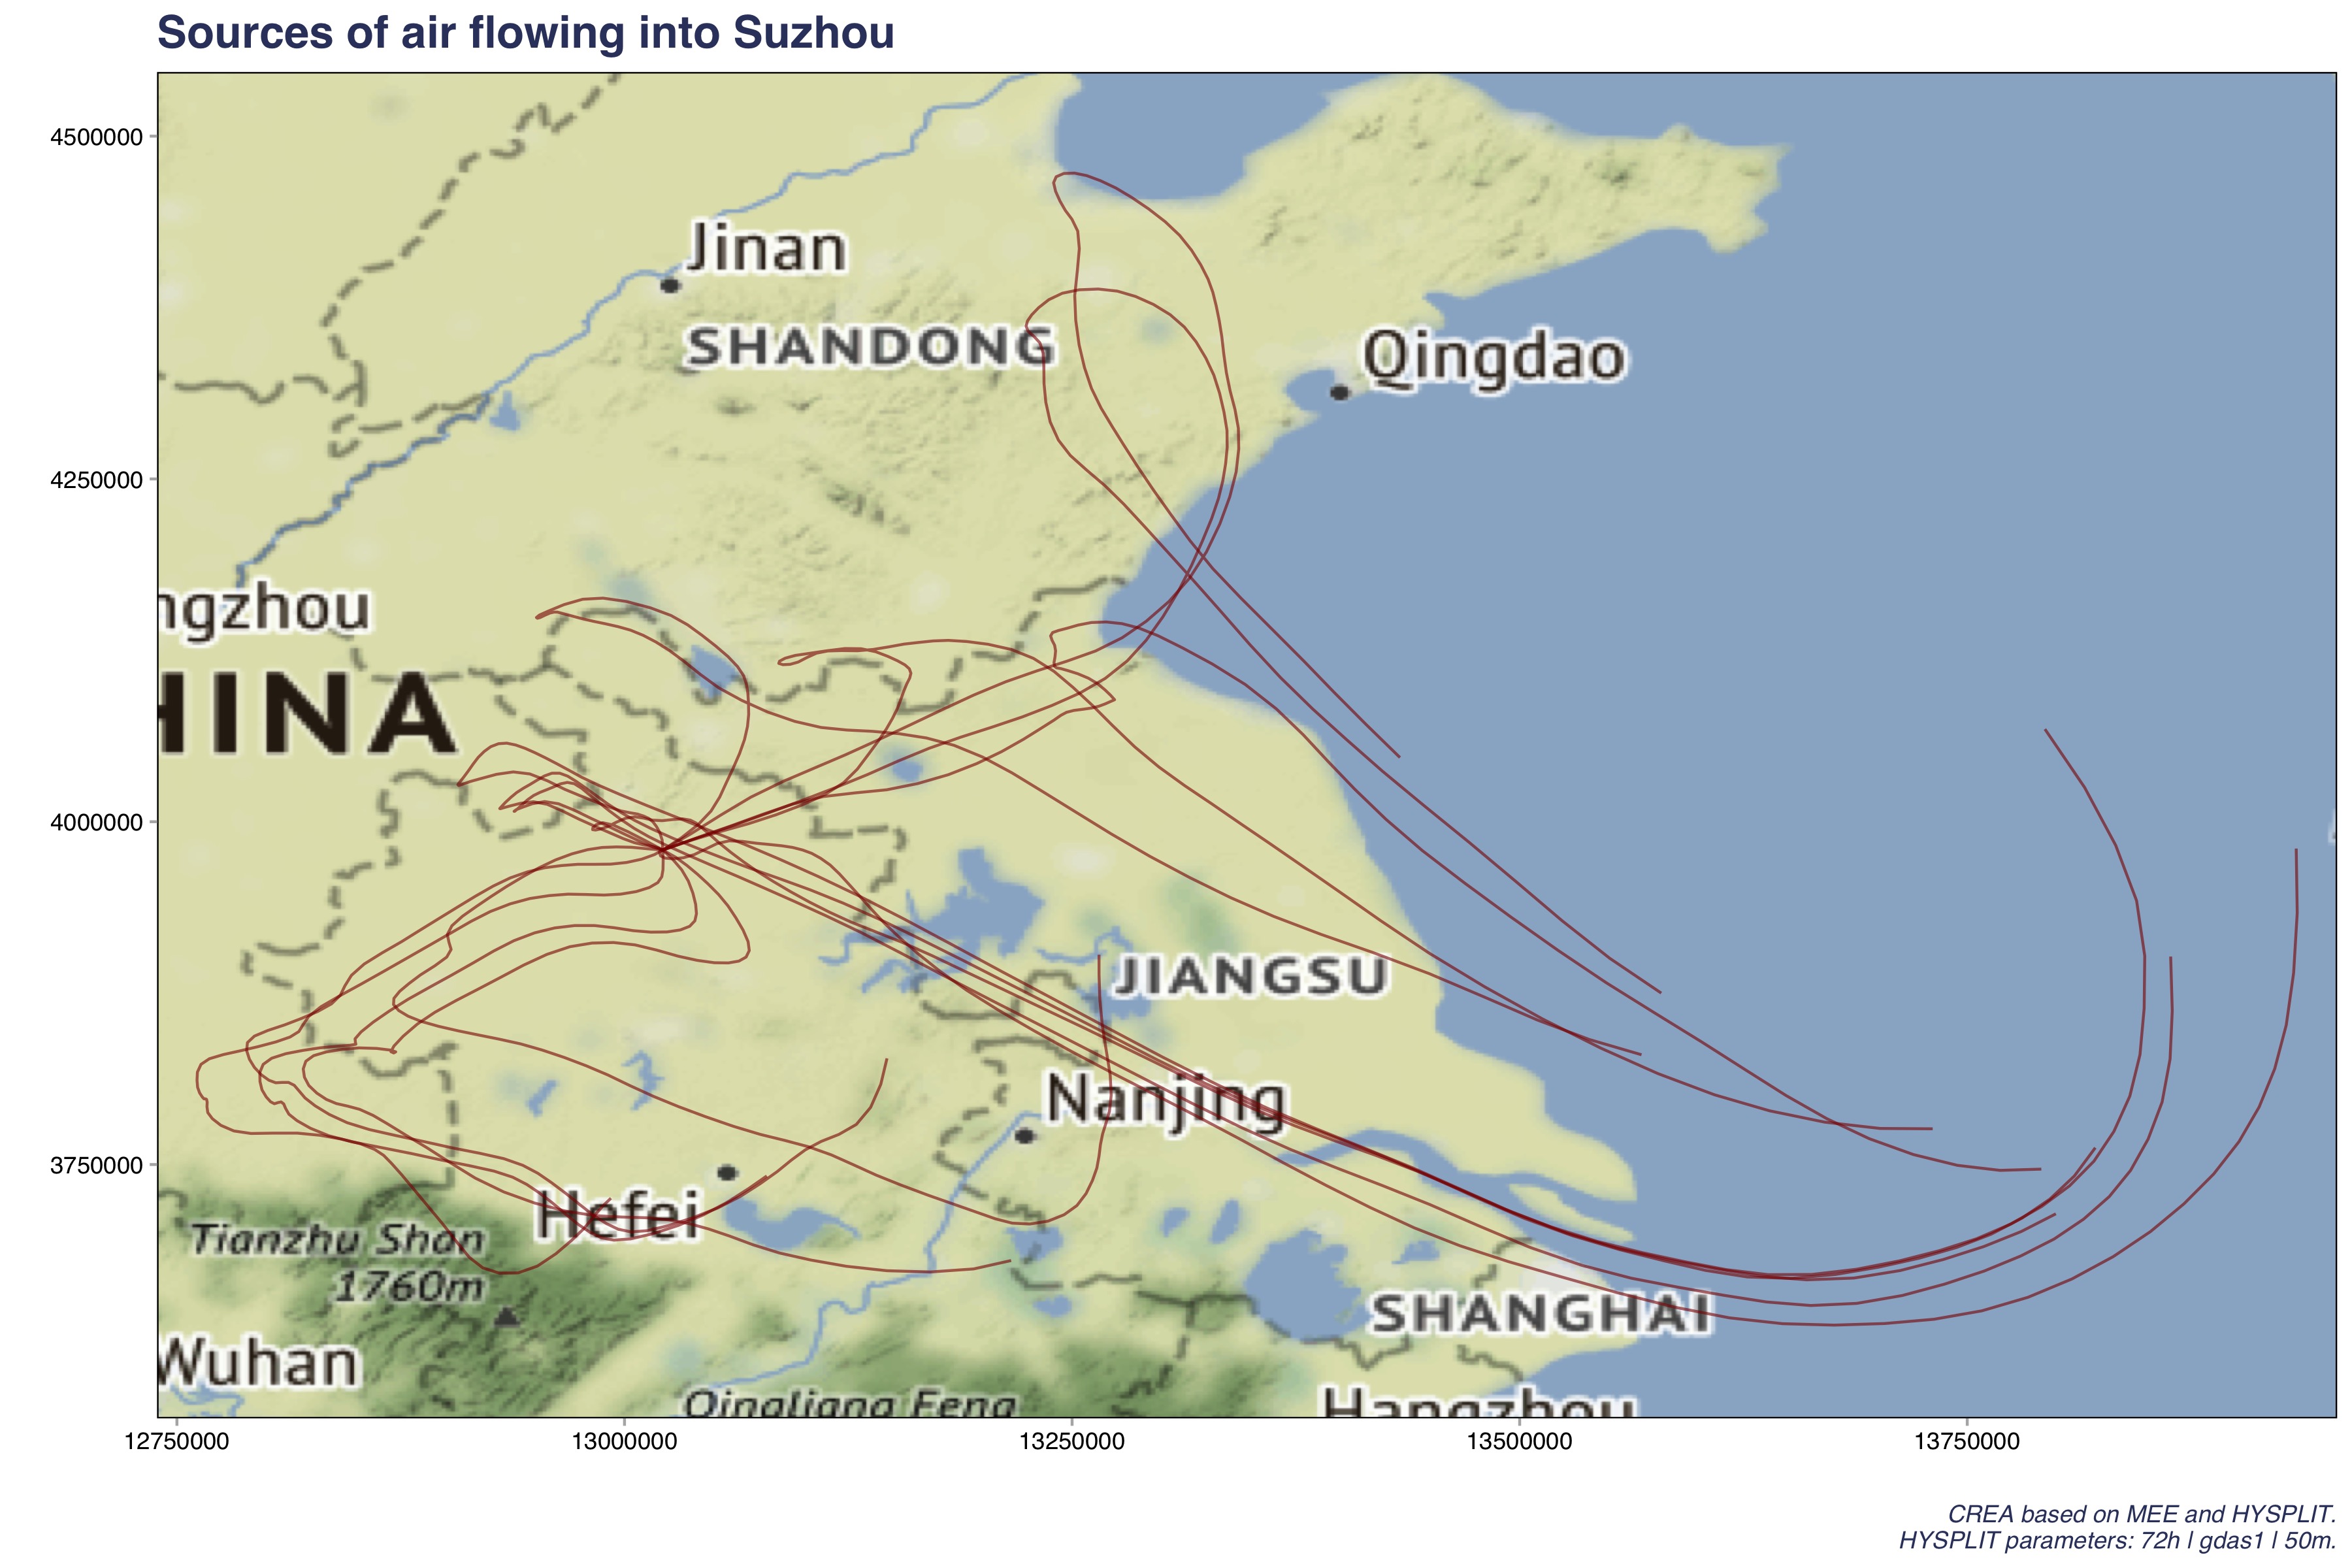 Sources of air flowing into Suzhou
4500000
Jinan
SHANDONG
Qingdao
4250000
ngzhou
HINA
4000000
JIANGSU
Nanjing
3750000
Hefei
Tianzhu Shan
1760m
SHANGHAI
Wuhan
Qingliang Feng
Hangzhou
12750000
13000000
13250000
13500000
13750000
CREA based on MEE and HYSPLIT.
HYSPLIT parameters: 72h | gdas1 | 50m.